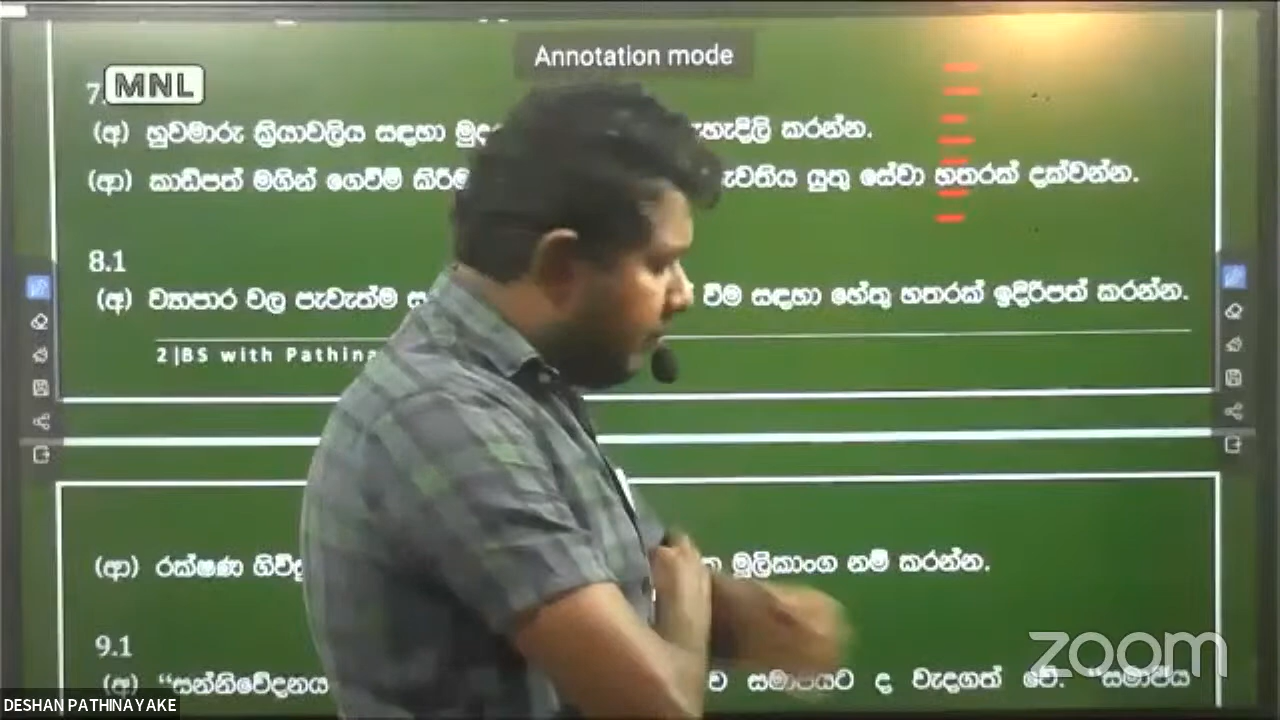 Annotation mode
7.
MNL
(අ) හුවමාරු ක්‍රියාවලිය සඳහා පැහැදිලි කරන්න.
(ආ) කාඩ්පත් මගින් ගෙවීම් යුතු සේවා හතරක් දක්වන්න.
8.1
(අ) ව්‍යාපාර වල පැවැත්ම වීම සඳහා හේතු හතරක් ඉදිරිපත් කරන්න.
2|BS with Pathina
(ආ) රක්ෂණ මූලිකාංග නම් කරන්න.
9.1
(අ) “සන්නිවේදනය සමාජයට ද වැදගත් වේ. “සමාජීය
zoom
DESHAN PATHINAYAKE